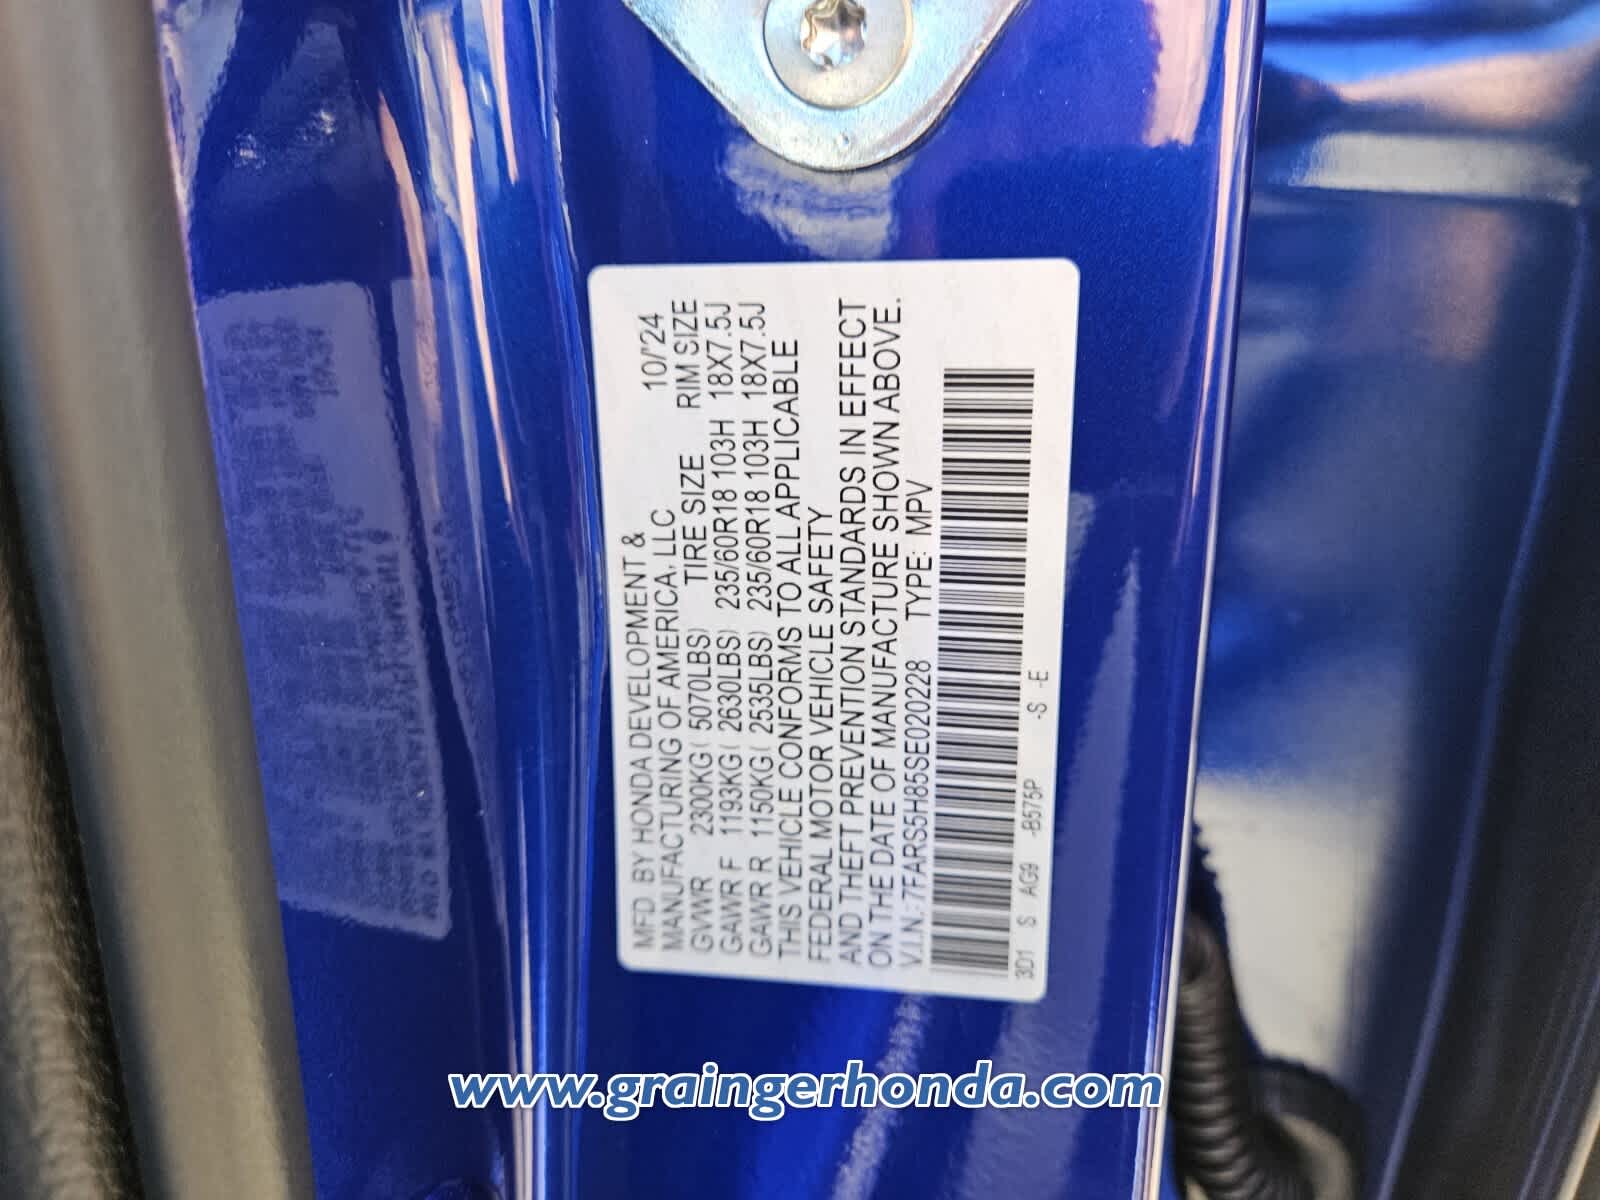 MFD. BY HONDA DEVELOPMENT &
MANUFACTURING OF AMERICA, LLC 10/'24
GVWR 2300KG( 5070LBS) TIRE SIZE RIM SIZE
GAWR F 1193KG( 2630LBS) 235/60R18 103H 18X7.5J
GAWR R 1150KG( 2535LBS) 235/60R18 103H 18X7.5J
THIS VEHICLE CONFORMS TO ALL APPLICABLE
FEDERAL MOTOR VEHICLE SAFETY
AND THEFT PREVENTION STANDARDS IN EFFECT
ON THE DATE OF MANUFACTURE SHOWN ABOVE.
V.I.N.: 7FARS5H85SE020228 TYPE: MPV
3D1 S AG9 -B575P -S -E
www.graingerhonda.com